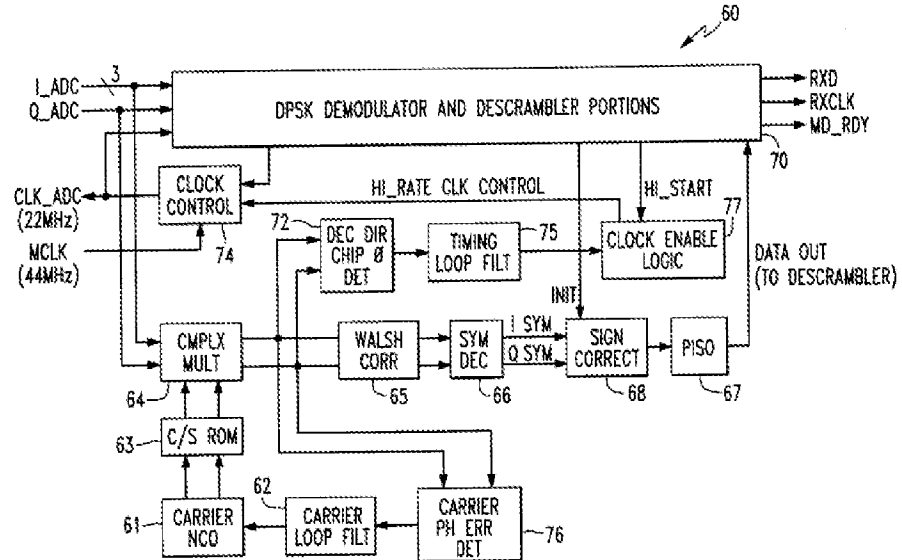 60
I_ADC
3
Q_ADC
DPSK DEMODULATOR AND DESCRAMBLER PORTIONS
RXD
RXCLK
MD_RDY
70
CLK_ADC
(22MHz)
MCLK
(44MHz)
CLOCK
CONTROL
74
HI_RATE CLK CONTROL
HI_START
77
72
DEC DIR
CHIP Ø
DET
75
TIMING
LOOP FILT
CLOCK ENABLE
LOGIC
DATA OUT
(TO DESCRAMBLER)
INIT
CMPLX
MULT
64
WALSH
CORR
65
SYM
DEC
66
I SYM
Q SYM
SIGN
CORRECT
68
PISO
67
63
C/S ROM
61
CARRIER
NCO
62
CARRIER
LOOP FILT
CARRIER
PH ERR
DET
76